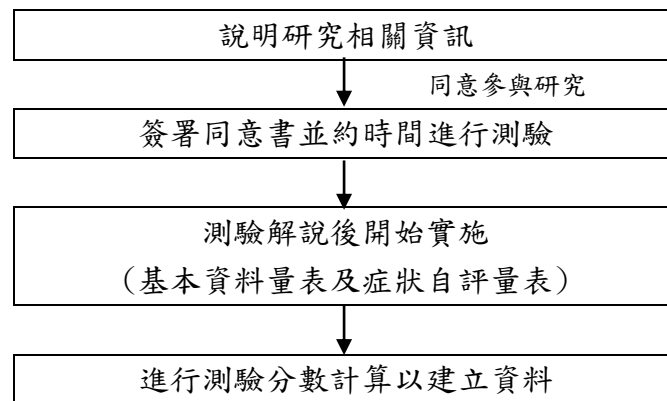 說明研究相關資訊
同意參與研究
簽署同意書並約時間進行測驗
測驗解說後開始實施
（基本資料量表及症狀自評量表）
進行測驗分數計算以建立資料